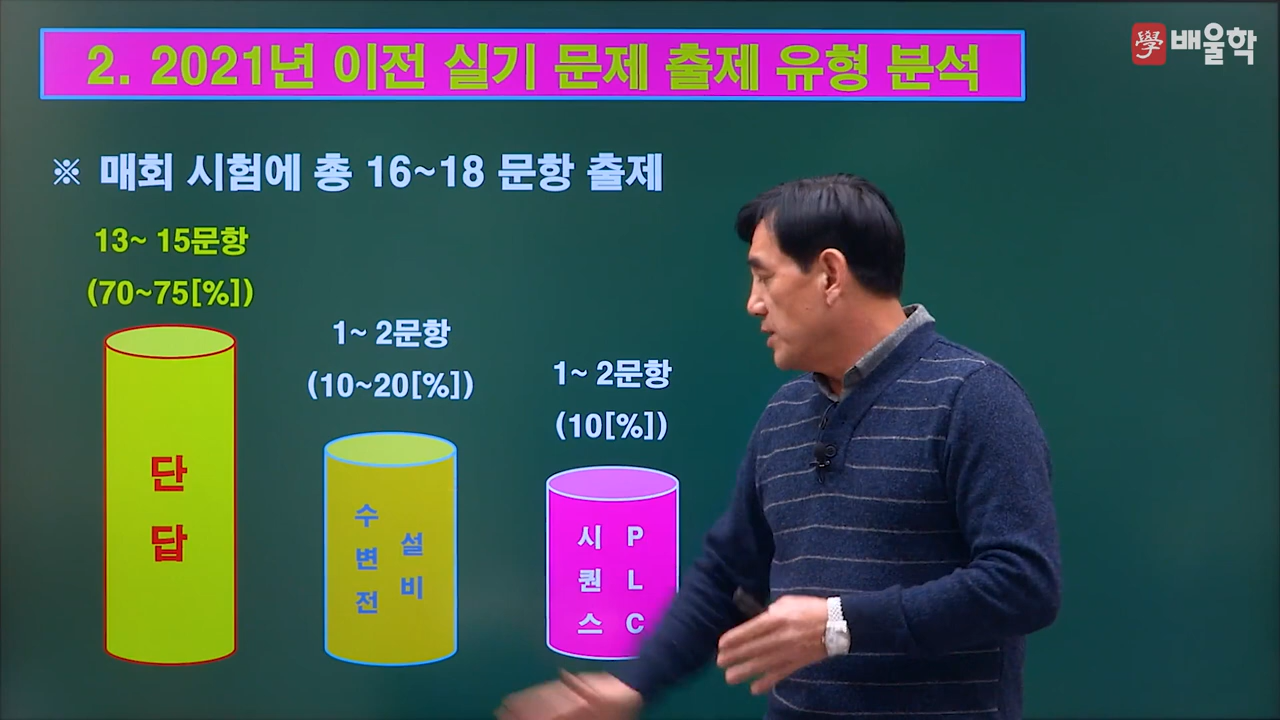 2. 2021년 이전 실기 문제 출제 유형 분석
學 배울학
※ 매회 시험에 총 16~18 문항 출제
13~ 15문항
(70~75[%])
1~ 2문항
(10~20[%])
1~ 2문항
(10[%])
단답
수변전
설비
시퀀스
PLC